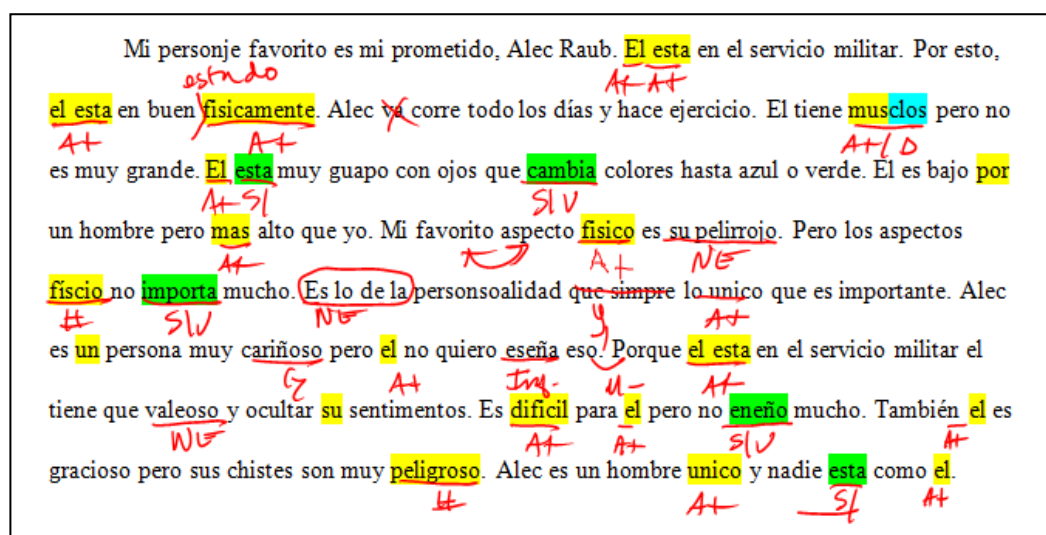 Mi personje favorito es mi prometido, Alec Raub. El esta en el servicio militar. Por esto,
estado
A+ A+
el esta en buen fisicamente. Alec va corre todo los días y hace ejercicio. El tiene musclos pero no
A+ A+ A+/D
es muy grande. El esta muy guapo con ojos que cambia colores hasta azul o verde. El es bajo por
A+ S/ S/V
un hombre pero mas alto que yo. Mi favorito aspecto fisico es su pelirrojo. Pero los aspectos
A+ A+ NE
físcio no importa mucho. Es lo de la personsoalidad que simpre lo unico que es importante. Alec
# S/V NE y A+
es un persona muy cariñoso pero el no quiero eseña eso. Porque el esta en el servicio militar el
G A+ Inf. M- A+
tiene que valeoso y ocultar su sentimentos. Es dificil para el pero no eneño mucho. También el es
NE A+ A+ S/V A+
gracioso pero sus chistes son muy peligroso. Alec es un hombre unico y nadie esta como el.
# A+ S/ A+